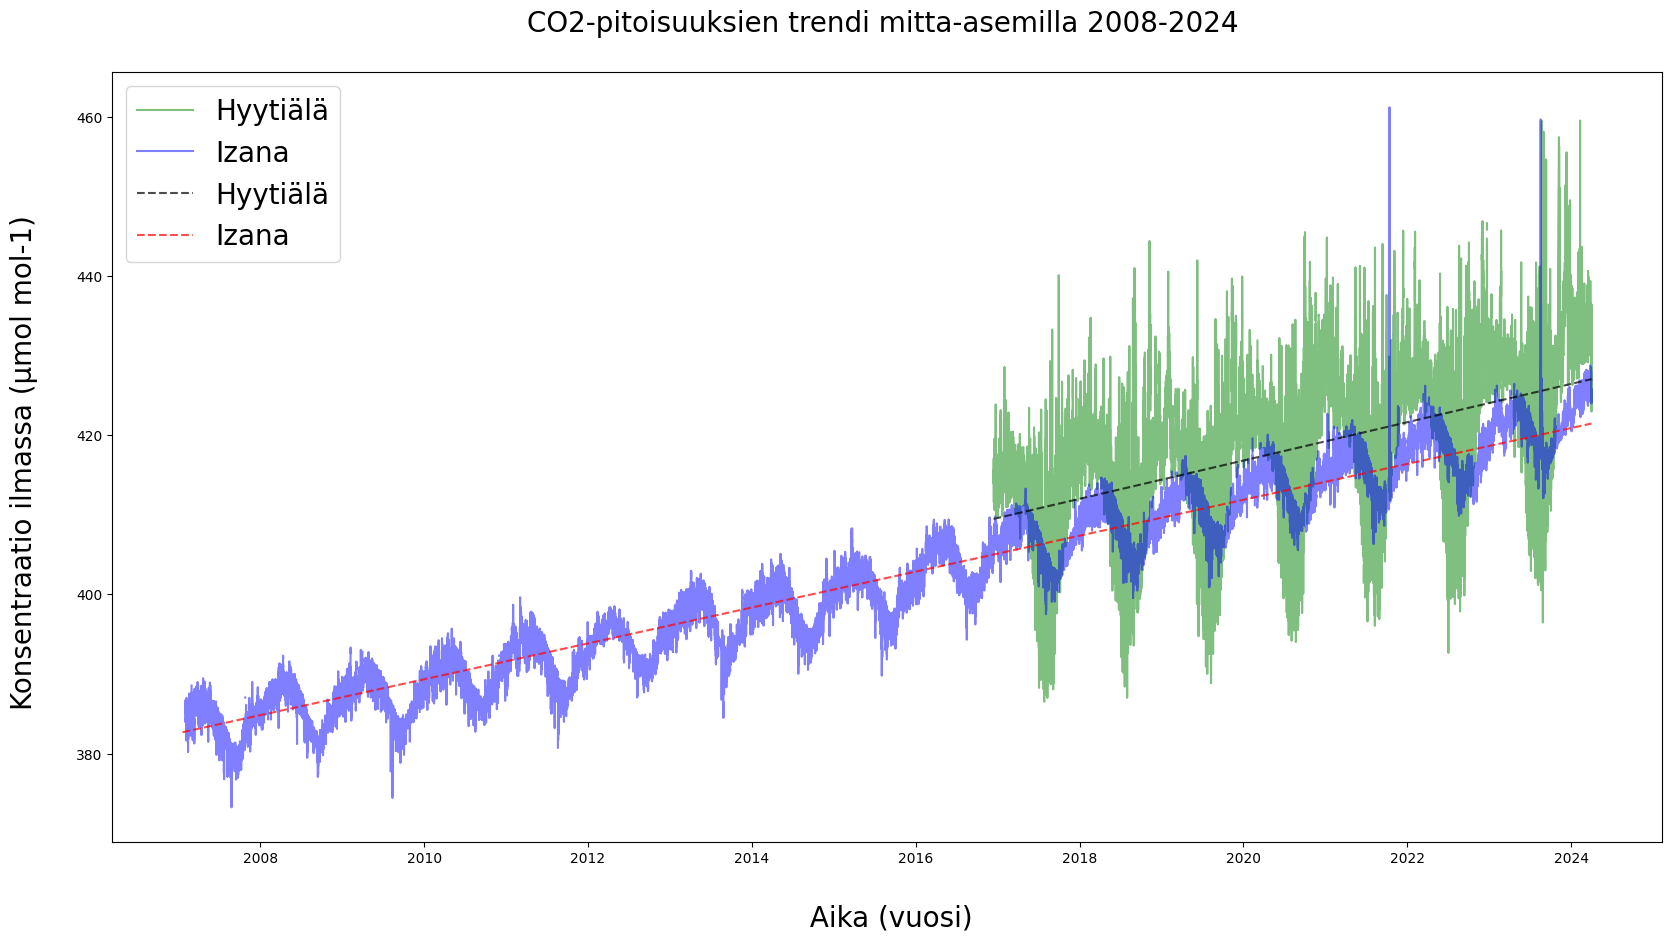 CO2-pitoisuuksien trendi mitta-asemilla 2008-2024
Hyytiälä
Izana
Hyytiälä
Izana
Konsentraatio ilmassa (µmol mol-1)
460
440
420
400
380
2008 2010 2012 2014 2016 2018 2020 2022 2024
Aika (vuosi)